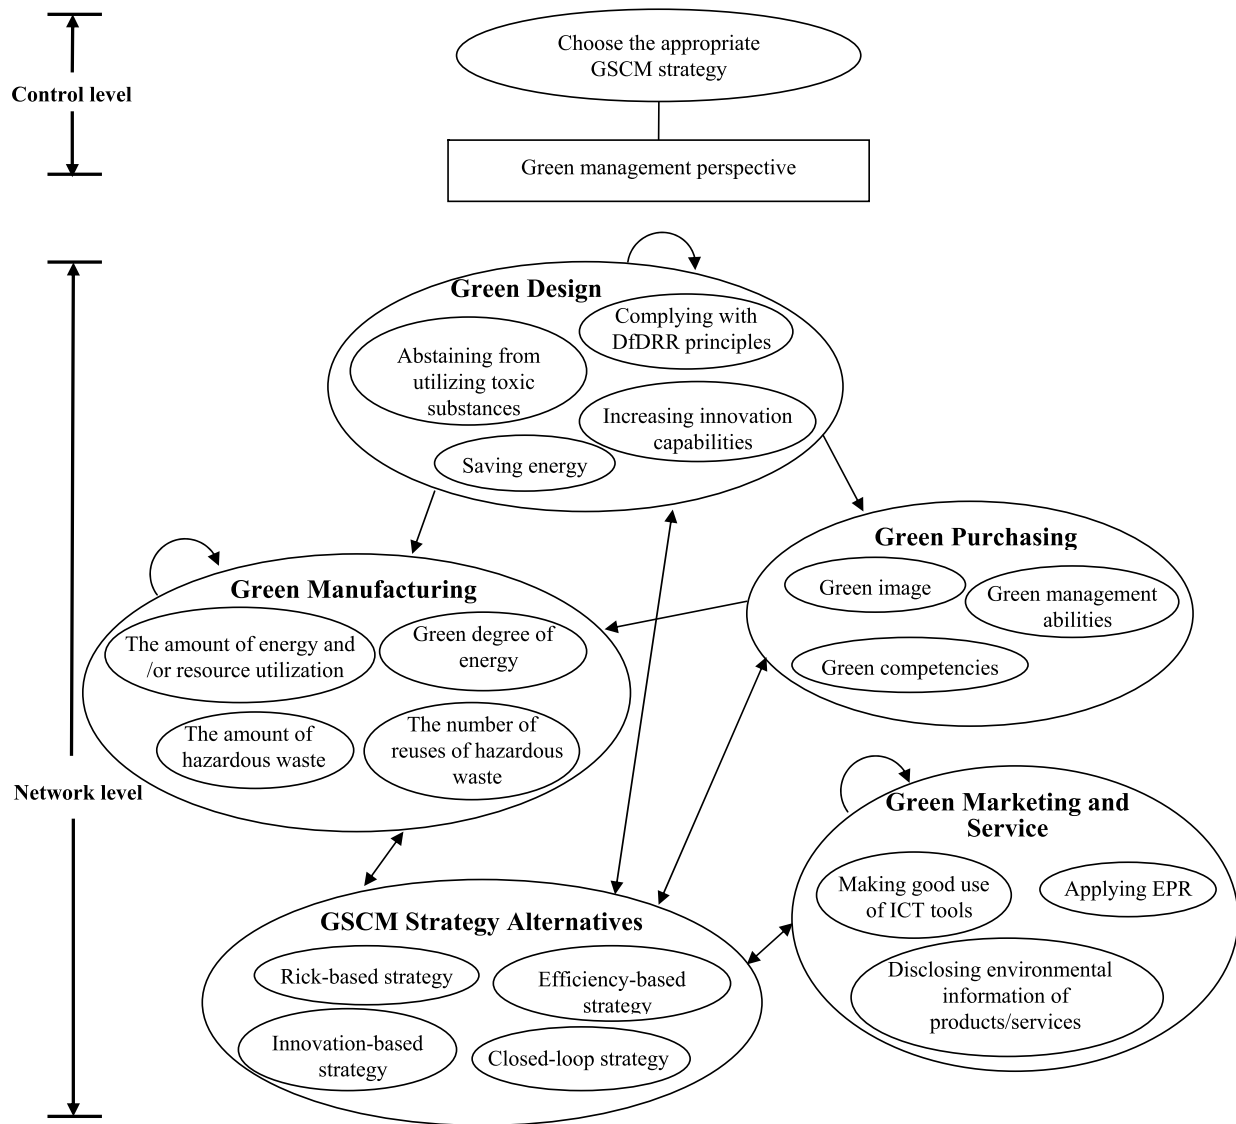 Choose the appropriate
GSCM strategy
Control level
Green management perspective
Green Design
Complying with
DfDRR principles
Abstaining from
utilizing toxic
substances
Increasing innovation
capabilities
Saving energy
Green Purchasing
Green image
Green management
abilities
Green competencies
Green Manufacturing
The amount of energy and
/or resource utilization
Green degree of
energy
The amount of
hazardous waste
The number of
reuses of hazardous
waste
Network level
Green Marketing and
Service
Making good use
of ICT tools
Applying EPR
Disclosing environmental
information of
products/services
GSCM Strategy Alternatives
Rick-based strategy
Efficiency-based
strategy
Innovation-based
strategy
Closed-loop strategy